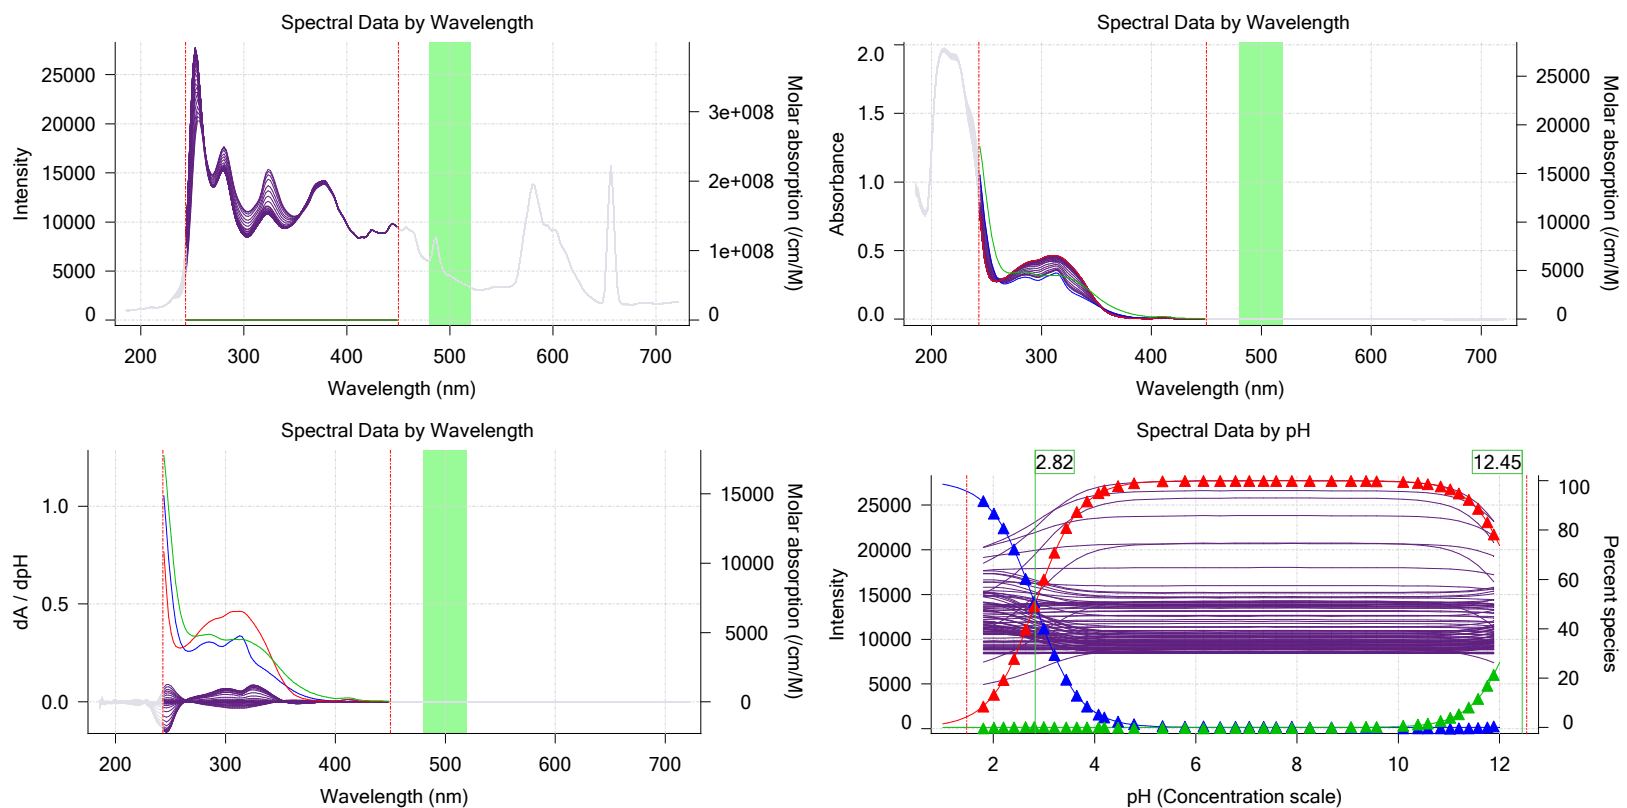 Spectral Data by Wavelength
Intensity
25000
20000
15000
10000
5000
0
3e+008
2e+008
1e+008
0
Molar absorption (/cm/M)
200 300 400 500 600 700
Wavelength (nm)
Spectral Data by Wavelength
Absorbance
2.0
1.5
1.0
0.5
0.0
25000
20000
15000
10000
5000
0
Molar absorption (/cm/M)
200 300 400 500 600 700
Wavelength (nm)
Spectral Data by Wavelength
dA / dpH
1.0
0.5
0.0
15000
10000
5000
0
Molar absorption (/cm/M)
200 300 400 500 600 700
Wavelength (nm)
Spectral Data by pH
2.82 12.45
Intensity
25000
20000
15000
10000
5000
0
100
80
60
40
20
0
Percent species
2 4 6 8 10 12
pH (Concentration scale)